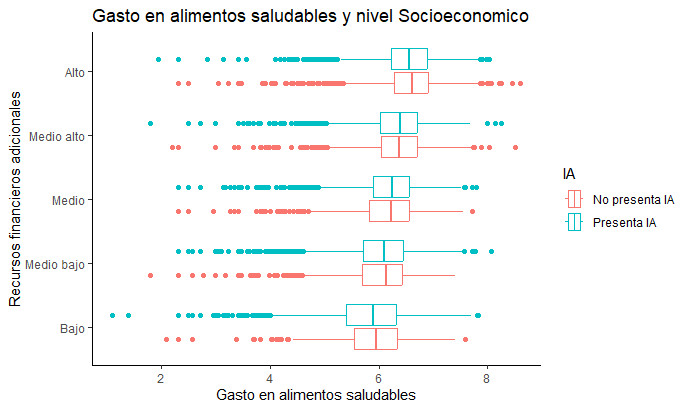 Gasto en alimentos saludables y nivel Socioeconomico
Recursos financieros adicionales
Alto
Medio alto
Medio
Medio bajo
Bajo
2 4 6 8
Gasto en alimentos saludables
IA
No presenta IA
Presenta IA